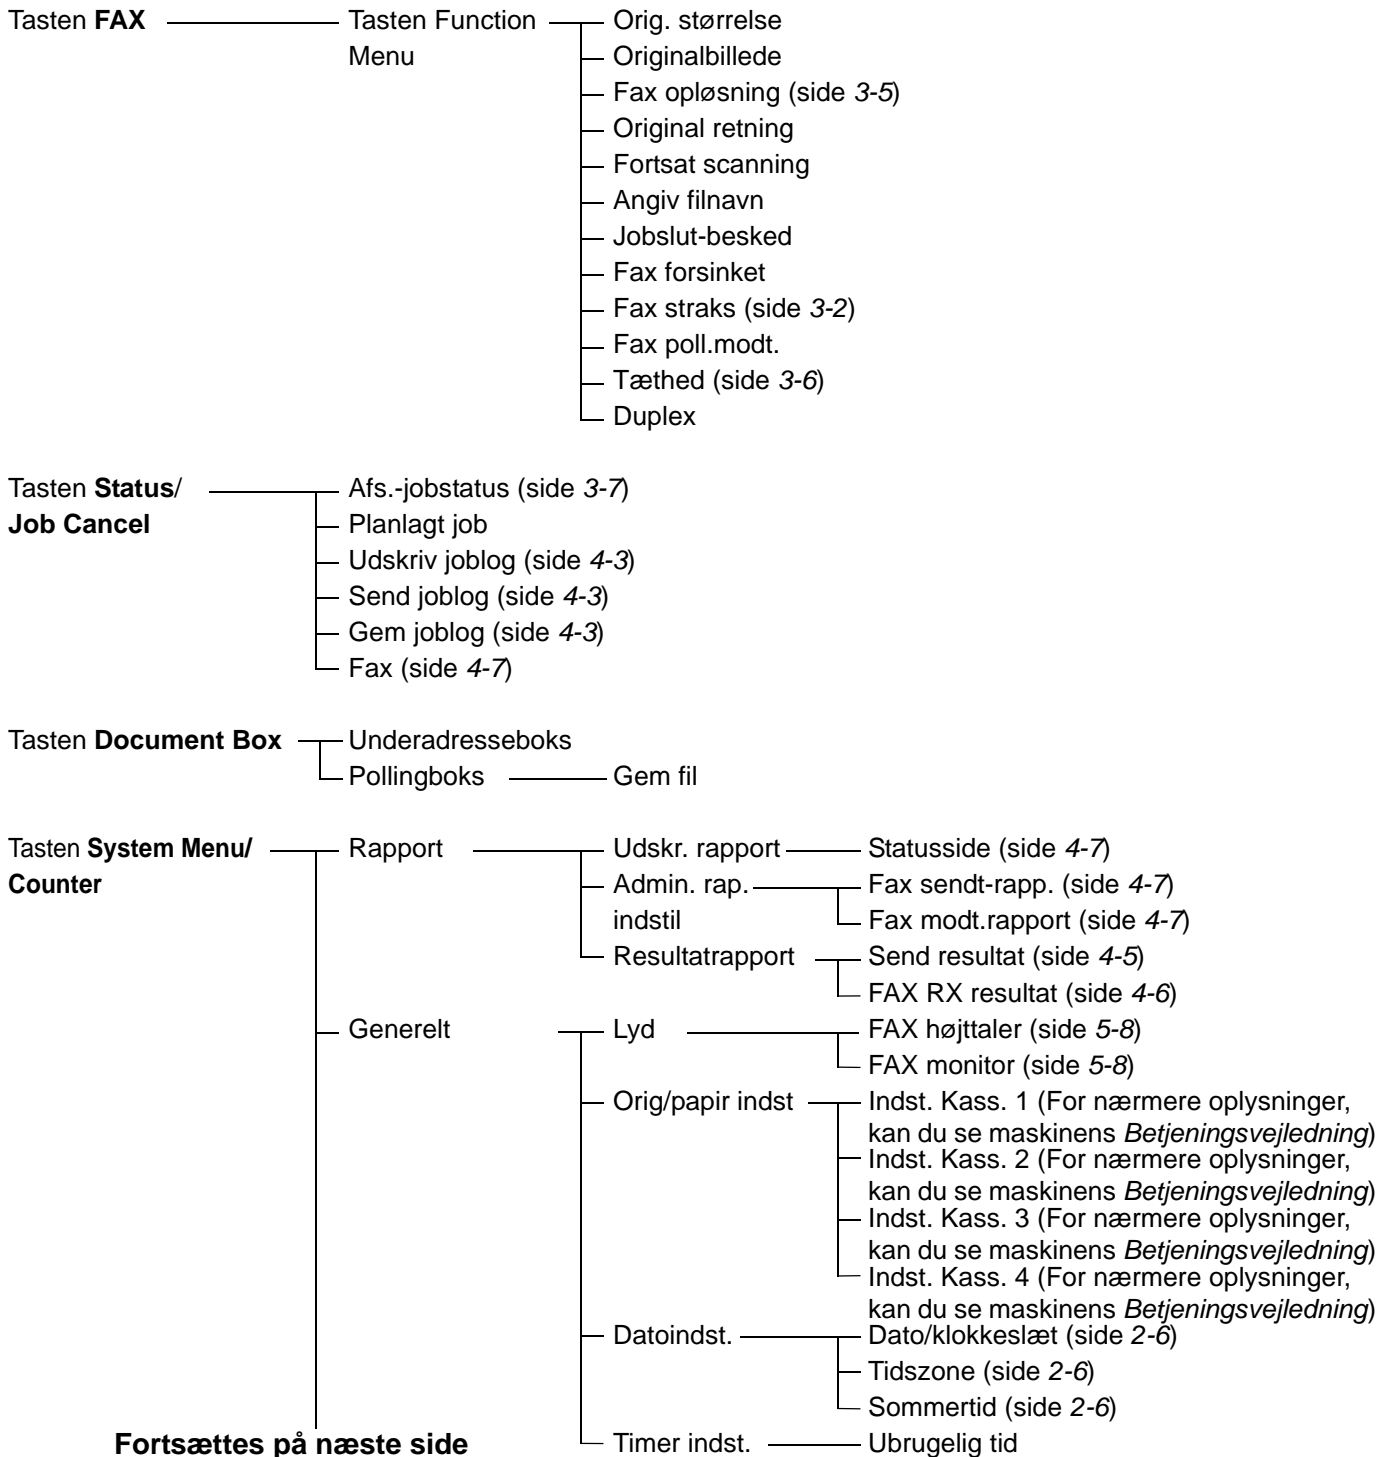 Tasten FAX
Tasten Function
Menu
Orig. størrelse
Originalbillede
Fax opløsning (side 3-5)
Original retning
Fortsat scanning
Angiv filnavn
Jobslut-besked
Fax forsinket
Fax straks (side 3-2)
Fax poll.modt.
Tæthed (side 3-6)
Duplex
Tasten Status/
Job Cancel
Afs.-jobstatus (side 3-7)
Planlagt job
Udskriv joblog (side 4-3)
Send joblog (side 4-3)
Gem joblog (side 4-3)
Fax (side 4-7)
Tasten Document Box
Underadresseboks
Pollingboks
Gem fil
Tasten System Menu/
Counter
Rapport
Udskr. rapport
Statusside (side 4-7)
Admin. rap.
indstil
Fax sendt-rapp. (side 4-7)
Fax modt.rapport (side 4-7)
Resultatrapport
Send resultat (side 4-5)
FAX RX resultat (side 4-6)
Generelt
Lyd
FAX højttaler (side 5-8)
FAX monitor (side 5-8)
Orig/papir indst
Indst. Kass. 1 (For nærmere oplysninger,
kan du se maskinens Betjeningsvejledning)
Indst. Kass. 2 (For nærmere oplysninger,
kan du se maskinens Betjeningsvejledning)
Indst. Kass. 3 (For nærmere oplysninger,
kan du se maskinens Betjeningsvejledning)
Indst. Kass. 4 (For nærmere oplysninger,
kan du se maskinens Betjeningsvejledning)
Datoindst.
Dato/klokkeslæt (side 2-6)
Tidszone (side 2-6)
Sommertid (side 2-6)
Timer indst.
Ubrugelig tid
Fortsættes på næste side